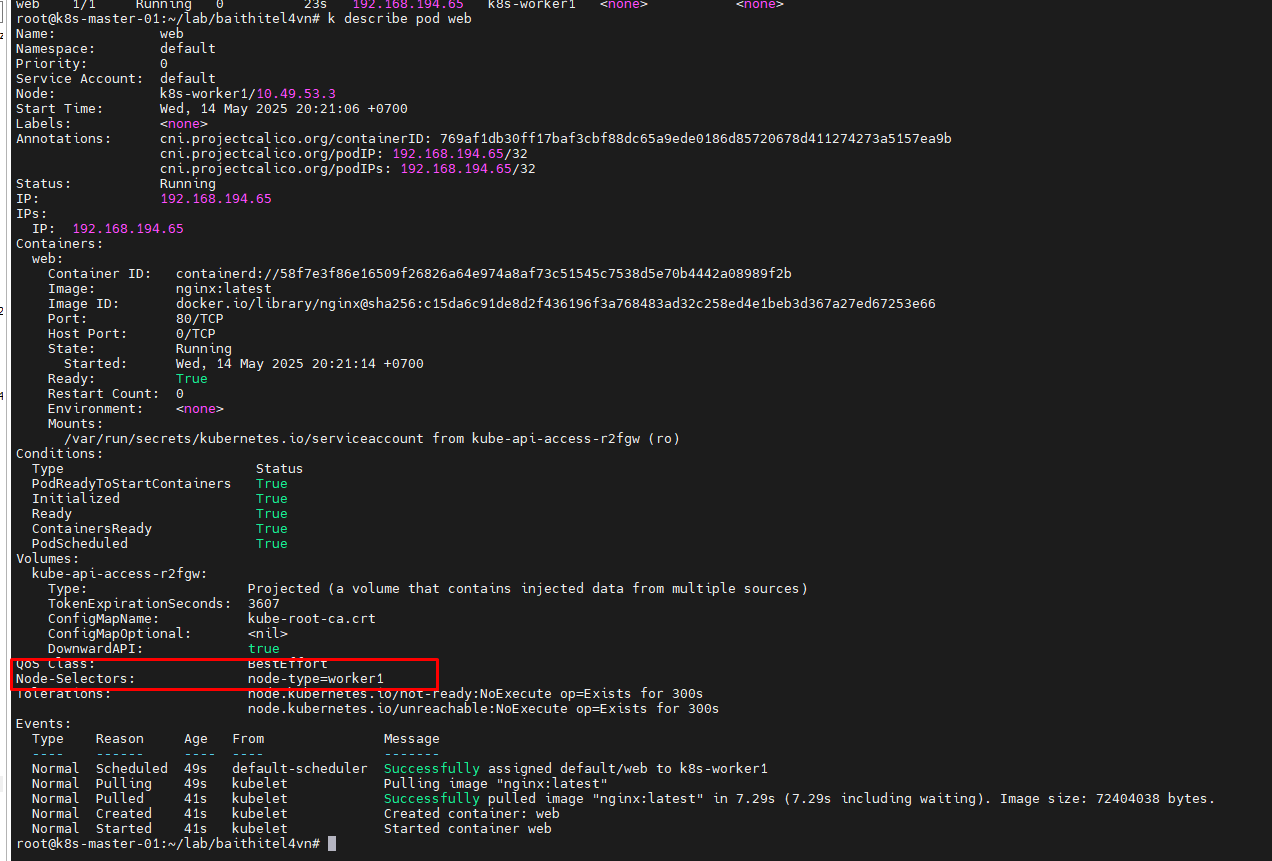 web    1/1     Running   0          23s   192.168.194.65   k8s-worker1   <none>           <none>
root@k8s-master-01:~/lab/baithitel4vn# k describe pod web
Name:             web
Namespace:        default
Priority:         0
Service Account:  default
Node:             k8s-worker1/10.49.53.3
Start Time:       Wed, 14 May 2025 20:21:06 +0700
Labels:           <none>
Annotations:      cni.projectcalico.org/containerID: 769af1db30ff17baf3cbf88dc65a9ede0186d85720678d411274273a5157ea9b
                  cni.projectcalico.org/podIP: 192.168.194.65/32
                  cni.projectcalico.org/podIPs: 192.168.194.65/32
Status:           Running
IP:               192.168.194.65
IPs:
  IP:  192.168.194.65
Containers:
  web:
    Container ID:   containerd://58f7e3f86e16509f26826a64e974a8af73c51545c7538d5e70b4442a08989f2b
    Image:          nginx:latest
    Image ID:       docker.io/library/nginx@sha256:c15da6c91de8d2f436196f3a768483ad32c258ed4e1beb3d367a27ed67253e66
    Port:           80/TCP
    Host Port:      0/TCP
    State:          Running
      Started:      Wed, 14 May 2025 20:21:14 +0700
    Ready:          True
    Restart Count:  0
    Environment:    <none>
    Mounts:
      /var/run/secrets/kubernetes.io/serviceaccount from kube-api-access-r2fgw (ro)
Conditions:
  Type                        Status
  PodReadyToStartContainers   True
  Initialized                 True
  Ready                       True
  ContainersReady             True
  PodScheduled                True
Volumes:
  kube-api-access-r2fgw:
    Type:                    Projected (a volume that contains injected data from multiple sources)
    TokenExpirationSeconds:  3607
    ConfigMapName:           kube-root-ca.crt
    ConfigMapOptional:       <nil>
    DownwardAPI:             true
QoS Class:                   BestEffort
Node-Selectors:              node-type=worker1
Tolerations:                 node.kubernetes.io/not-ready:NoExecute op=Exists for 300s
                             node.kubernetes.io/unreachable:NoExecute op=Exists for 300s
Events:
  Type    Reason     Age   From               Message
  ----    ------     ----  ----               -------
  Normal  Scheduled  49s   default-scheduler  Successfully assigned default/web to k8s-worker1
  Normal  Pulling    49s   kubelet            Pulling image "nginx:latest"
  Normal  Pulled     41s   kubelet            Successfully pulled image "nginx:latest" in 7.29s (7.29s including waiting). Image size: 72404038 bytes.
  Normal  Created    41s   kubelet            Created container: web
  Normal  Started    41s   kubelet            Started container web
root@k8s-master-01:~/lab/baithitel4vn#